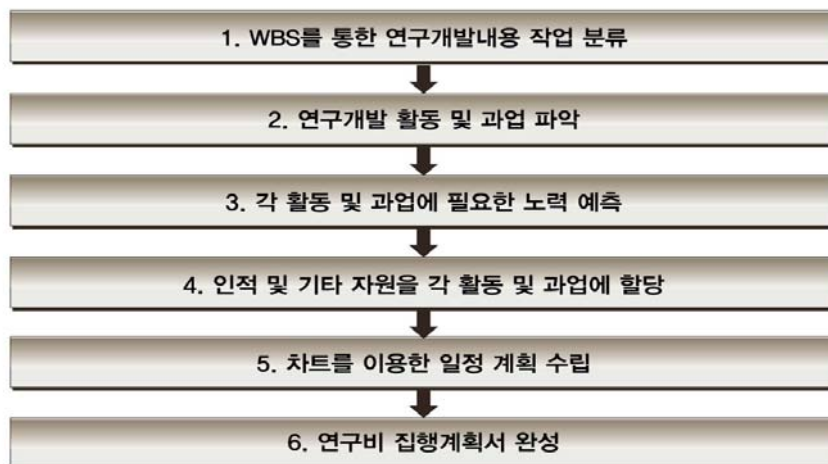 1. WBS를 통한 연구개발내용 작업 분류
2. 연구개발 활동 및 과업 파악
3. 각 활동 및 과업에 필요한 노력 예측
4. 인적 및 기타 자원을 각 활동 및 과업에 할당
5. 차트를 이용한 일정 계획 수립
6. 연구비 집행계획서 완성